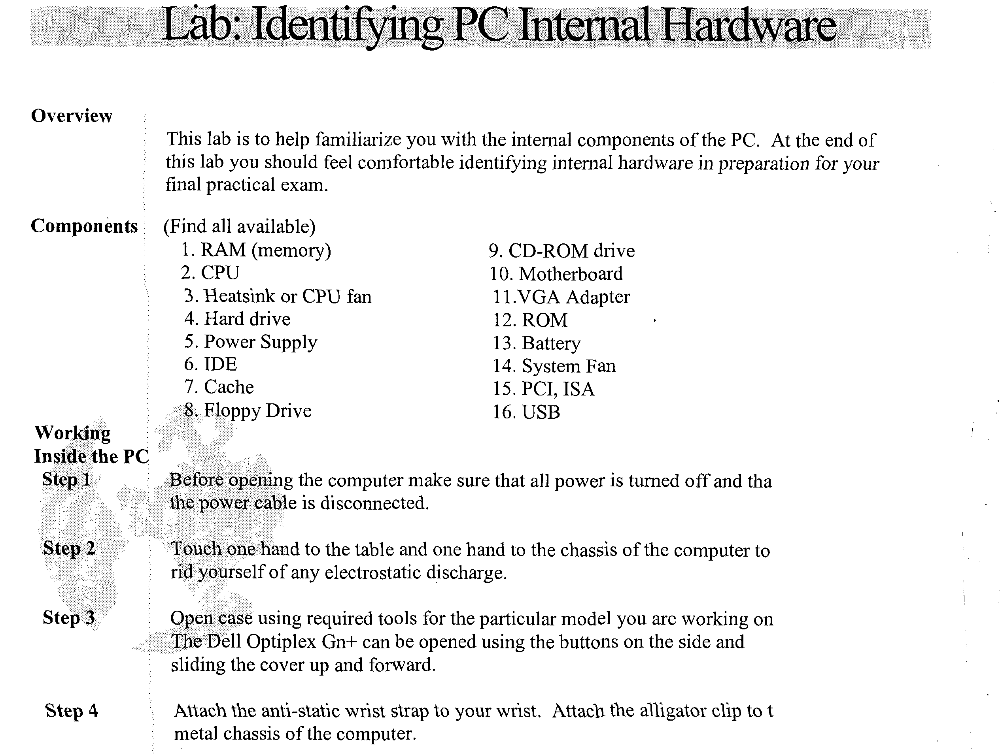 Lab: Identifying PC Internal Hardware
Overview
This lab is to help familiarize you with the internal components of the PC. At the end of
this lab you should feel comfortable identifying internal hardware in preparation for your
final practical exam.
Components (Find all available)
1. RAM (memory)
2. CPU
3. Heatsink or CPU fan
4. Hard drive
5. Power Supply
6. IDE
7. Cache
8. Floppy Drive
9. CD-ROM drive
10. Motherboard
11.VGA Adapter
12. ROM
13. Battery
14. System Fan
15. PCI, ISA
16. USB
Working
Inside the PC
Step 1 Before opening the computer make sure that all power is turned off and tha
the power cable is disconnected.
Step 2 Touch one hand to the table and one hand to the chassis of the computer to
rid yourself of any electrostatic discharge.
Step 3 Open case using required tools for the particular model you are working on
The Dell Optiplex Gn+ can be opened using the buttons on the side and
sliding the cover up and forward.
Step 4 Attach the anti-static wrist strap to your wrist. Attach the alligator clip to t
metal chassis of the computer.